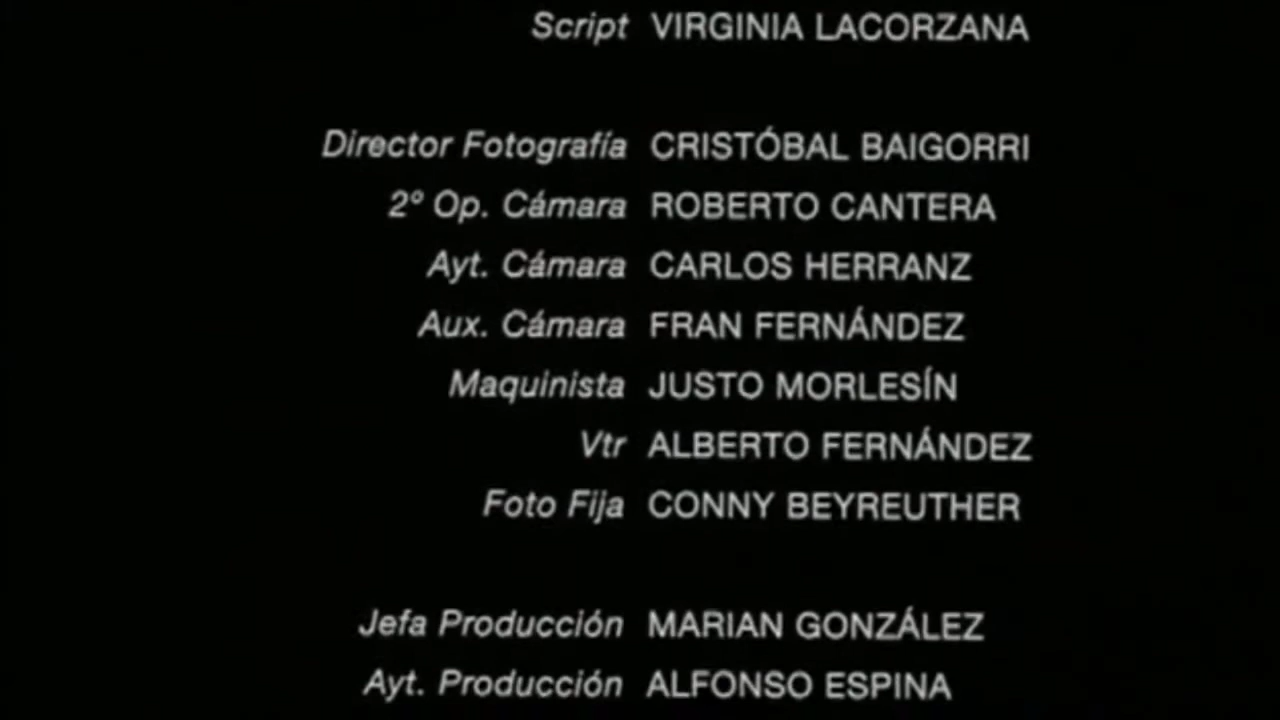 Script VIRGINIA LACORZANA
Director Fotografía CRISTÓBAL BAIGORRI
2º Op. Cámara ROBERTO CANTERA
Ayt. Cámara CARLOS HERRANZ
Aux. Cámara FRAN FERNÁNDEZ
Maquinista JUSTO MORLESÍN
Vtr ALBERTO FERNÁNDEZ
Foto Fija CONNY BEYREUTHER
Jefa Producción MARIAN GONZÁLEZ
Ayt. Producción ALFONSO ESPINA